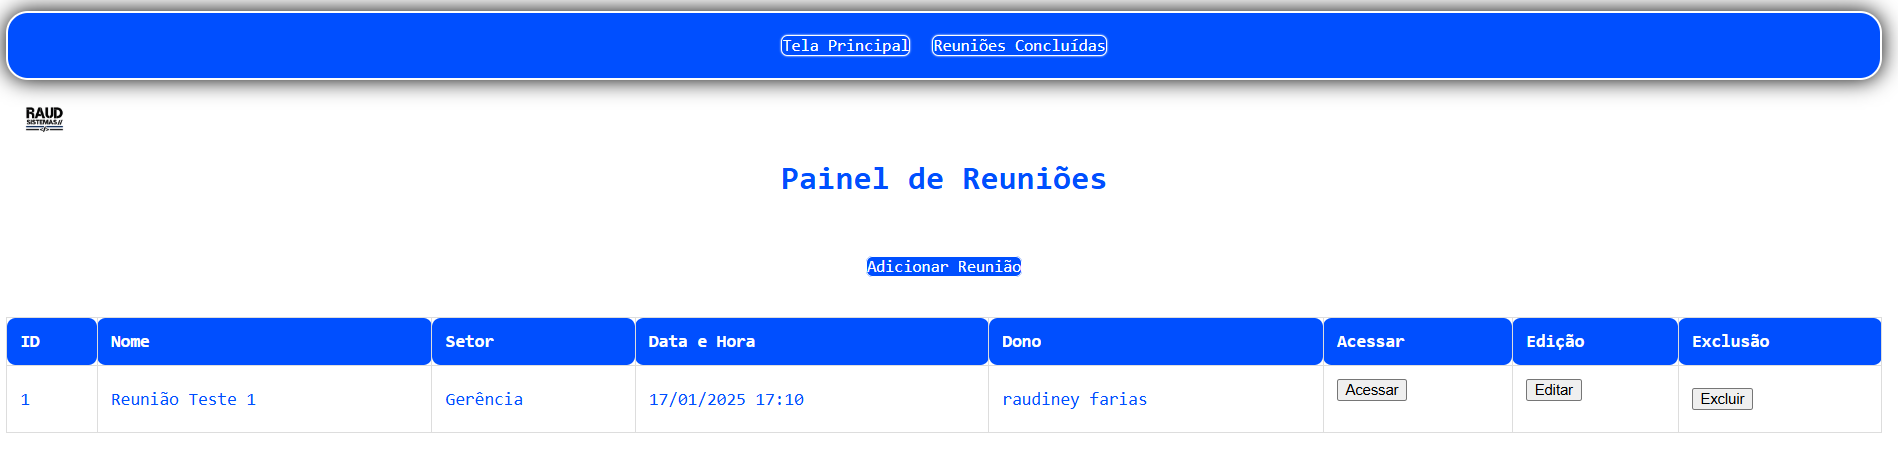 Tela Principal Reuniões Concluídas
RAUD
SISTEMAS //
</>
Painel de Reuniões
Adicionar Reunião
ID Nome Setor Data e Hora Dono Acessar Edição Exclusão
1 Reunião Teste 1 Gerência 17/01/2025 17:10 raudiney farias Acessar Editar Excluir